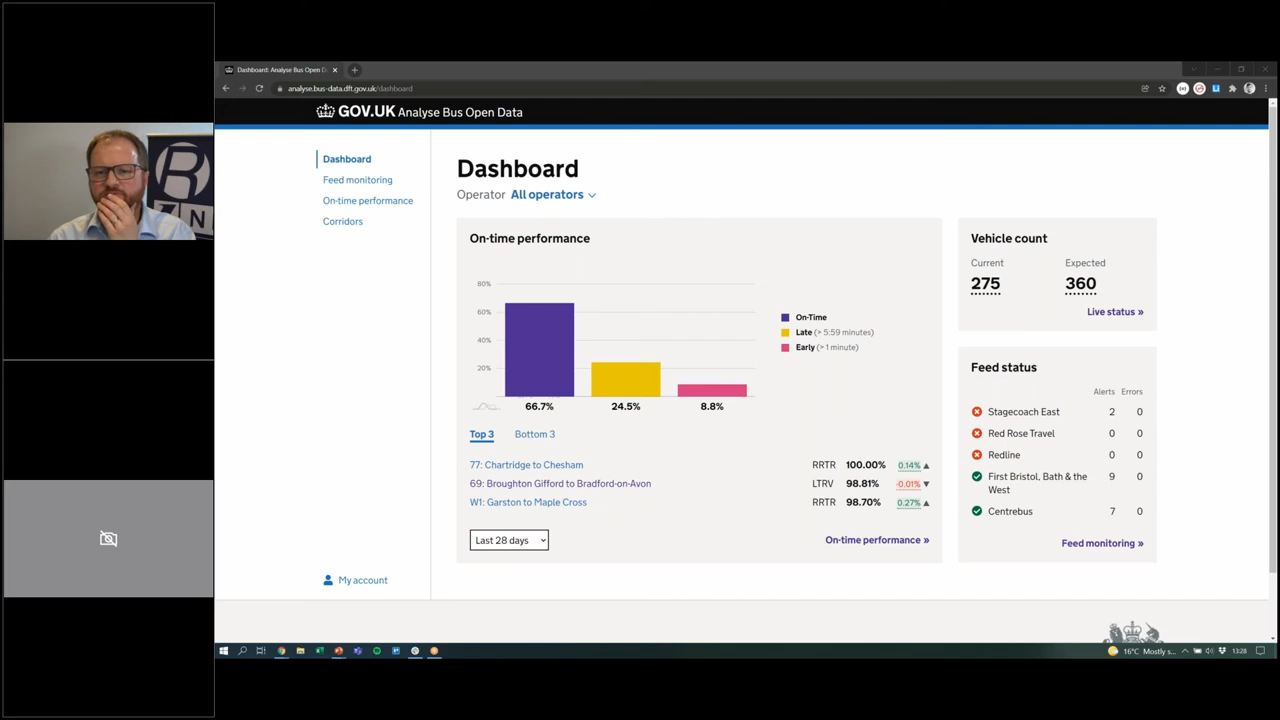 Dashboard: Analyse Bus Open D
analyse.bus-data.dft.gov.uk/dashboard
GOV.UK Analyse Bus Open Data
Dashboard
Feed monitoring
On-time performance
Corridors
My account
Dashboard
Operator All operators
On-time performance
80%
60%
40%
20%
66.7% 24.5% 8.8%
On-Time
Late (> 5:59 minutes)
Early (> 1 minute)
Top 3 Bottom 3
77: Chartridge to Chesham RRTR 100.00% 0.14%
69: Broughton Gifford to Bradford-on-Avon LTRV 98.81% -0.01%
W1: Garston to Maple Cross RRTR 98.70% 0.27%
Last 28 days On-time performance »
Vehicle count
Current Expected
275 360
Live status »
Feed status
Alerts Errors
Stagecoach East 2 0
Red Rose Travel 0 0
Redline 0 0
First Bristol, Bath & the 9 0
West
Centrebus 7 0
Feed monitoring »
16°C Mostly s... 13:28